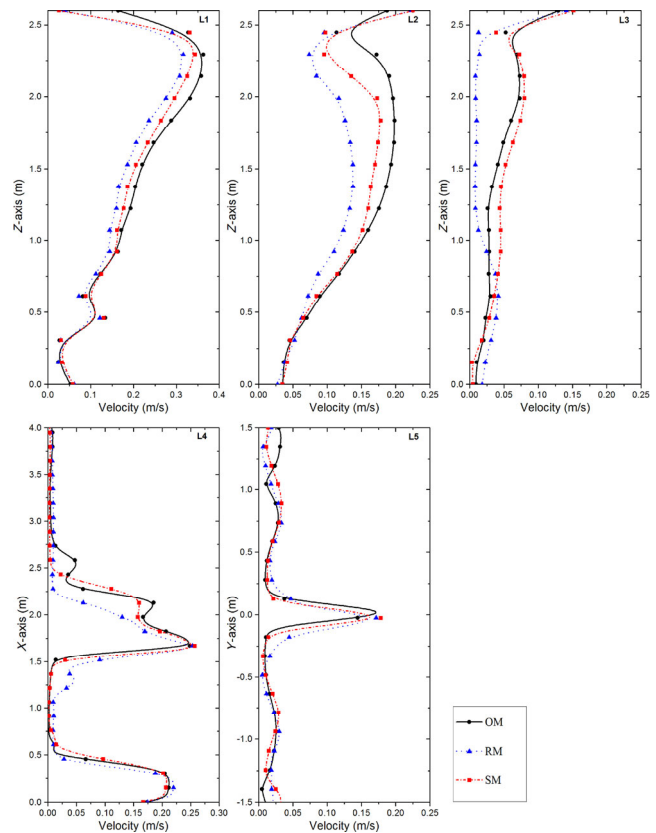 L1
L2
L3
2.5
2.0
1.5
1.0
0.5
0.0
Z-axis (m)
0.0 0.1 0.2 0.3 0.4
Velocity (m/s)
2.5
2.0
1.5
1.0
0.5
0.0
Z-axis (m)
0.00 0.05 0.10 0.15 0.20 0.25
Velocity (m/s)
2.5
2.0
1.5
1.0
0.5
0.0
Z-axis (m)
0.00 0.05 0.10 0.15 0.20 0.25
Velocity (m/s)
L4
4.0
3.5
3.0
2.5
2.0
1.5
1.0
0.5
0.0
X-axis (m)
0.00 0.05 0.10 0.15 0.20 0.25 0.30
Velocity (m/s)
L5
1.5
1.0
0.5
0.0
-0.5
-1.0
-1.5
Y-axis (m)
0.00 0.05 0.10 0.15 0.20 0.25
Velocity (m/s)
OM
RM
SM